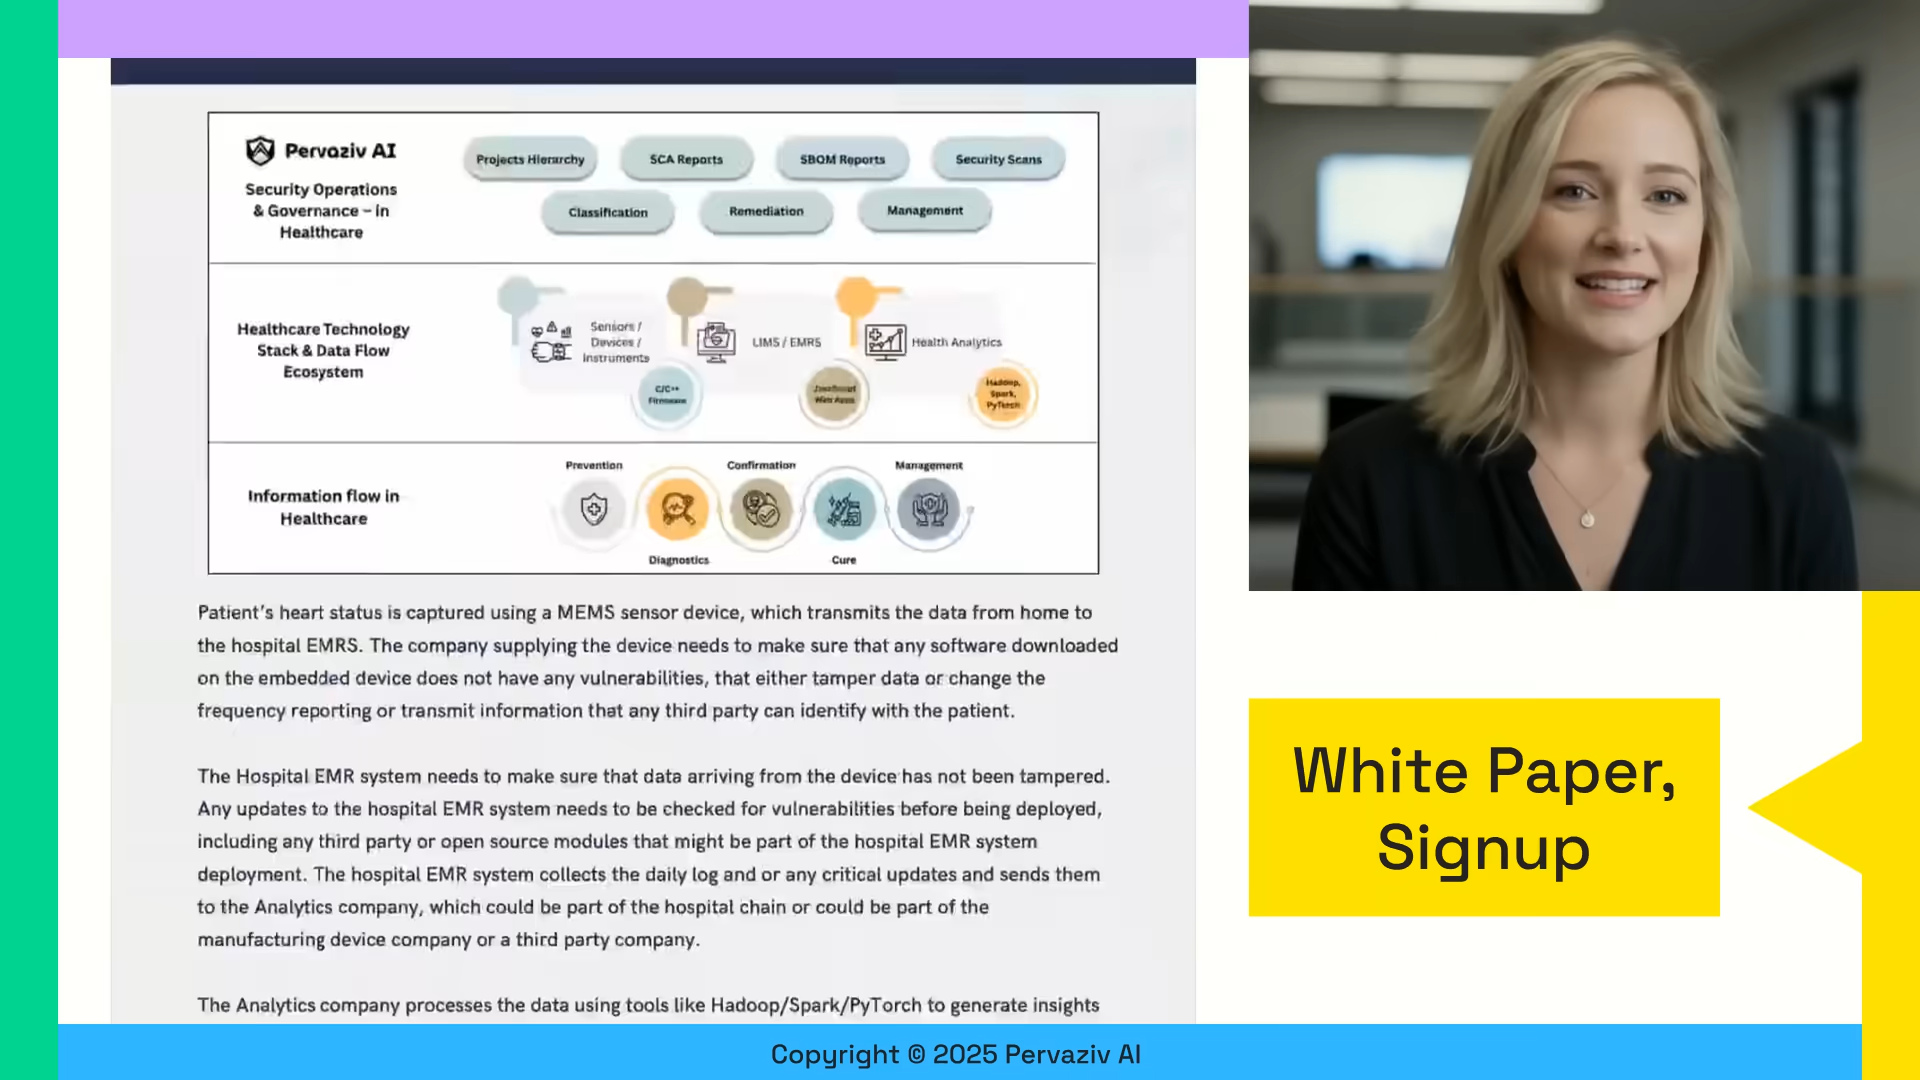 Pervaziv AI
Security Operations
& Governance – in
Healthcare
Projects Hierarchy
SCA Reports
SBOM Reports
Security Scans
Classification
Remediation
Management
Healthcare Technology
Stack & Data Flow
Ecosystem
Sensors /
Devices /
Instruments
LIMS / EMRS
Health Analytics
C/C++
Firmware
JavaScript
Web Apps
Hadoop,
Spark,
PyTorch
Information flow in
Healthcare
Prevention
Confirmation
Management
Diagnostics
Cure
Patient's heart status is captured using a MEMS sensor device, which transmits the data from home to
the hospital EMRS. The company supplying the device needs to make sure that any software downloaded
on the embedded device does not have any vulnerabilities, that either tamper data or change the
frequency reporting or transmit information that any third party can identify with the patient.
The Hospital EMR system needs to make sure that data arriving from the device has not been tampered.
Any updates to the hospital EMR system needs to be checked for vulnerabilities before being deployed,
including any third party or open source modules that might be part of the hospital EMR system
deployment. The hospital EMR system collects the daily log and or any critical updates and sends them
to the Analytics company, which could be part of the hospital chain or could be part of the
manufacturing device company or a third party company.
The Analytics company processes the data using tools like Hadoop/Spark/PyTorch to generate insights
White Paper,
Signup
Copyright © 2025 Pervaziv AI